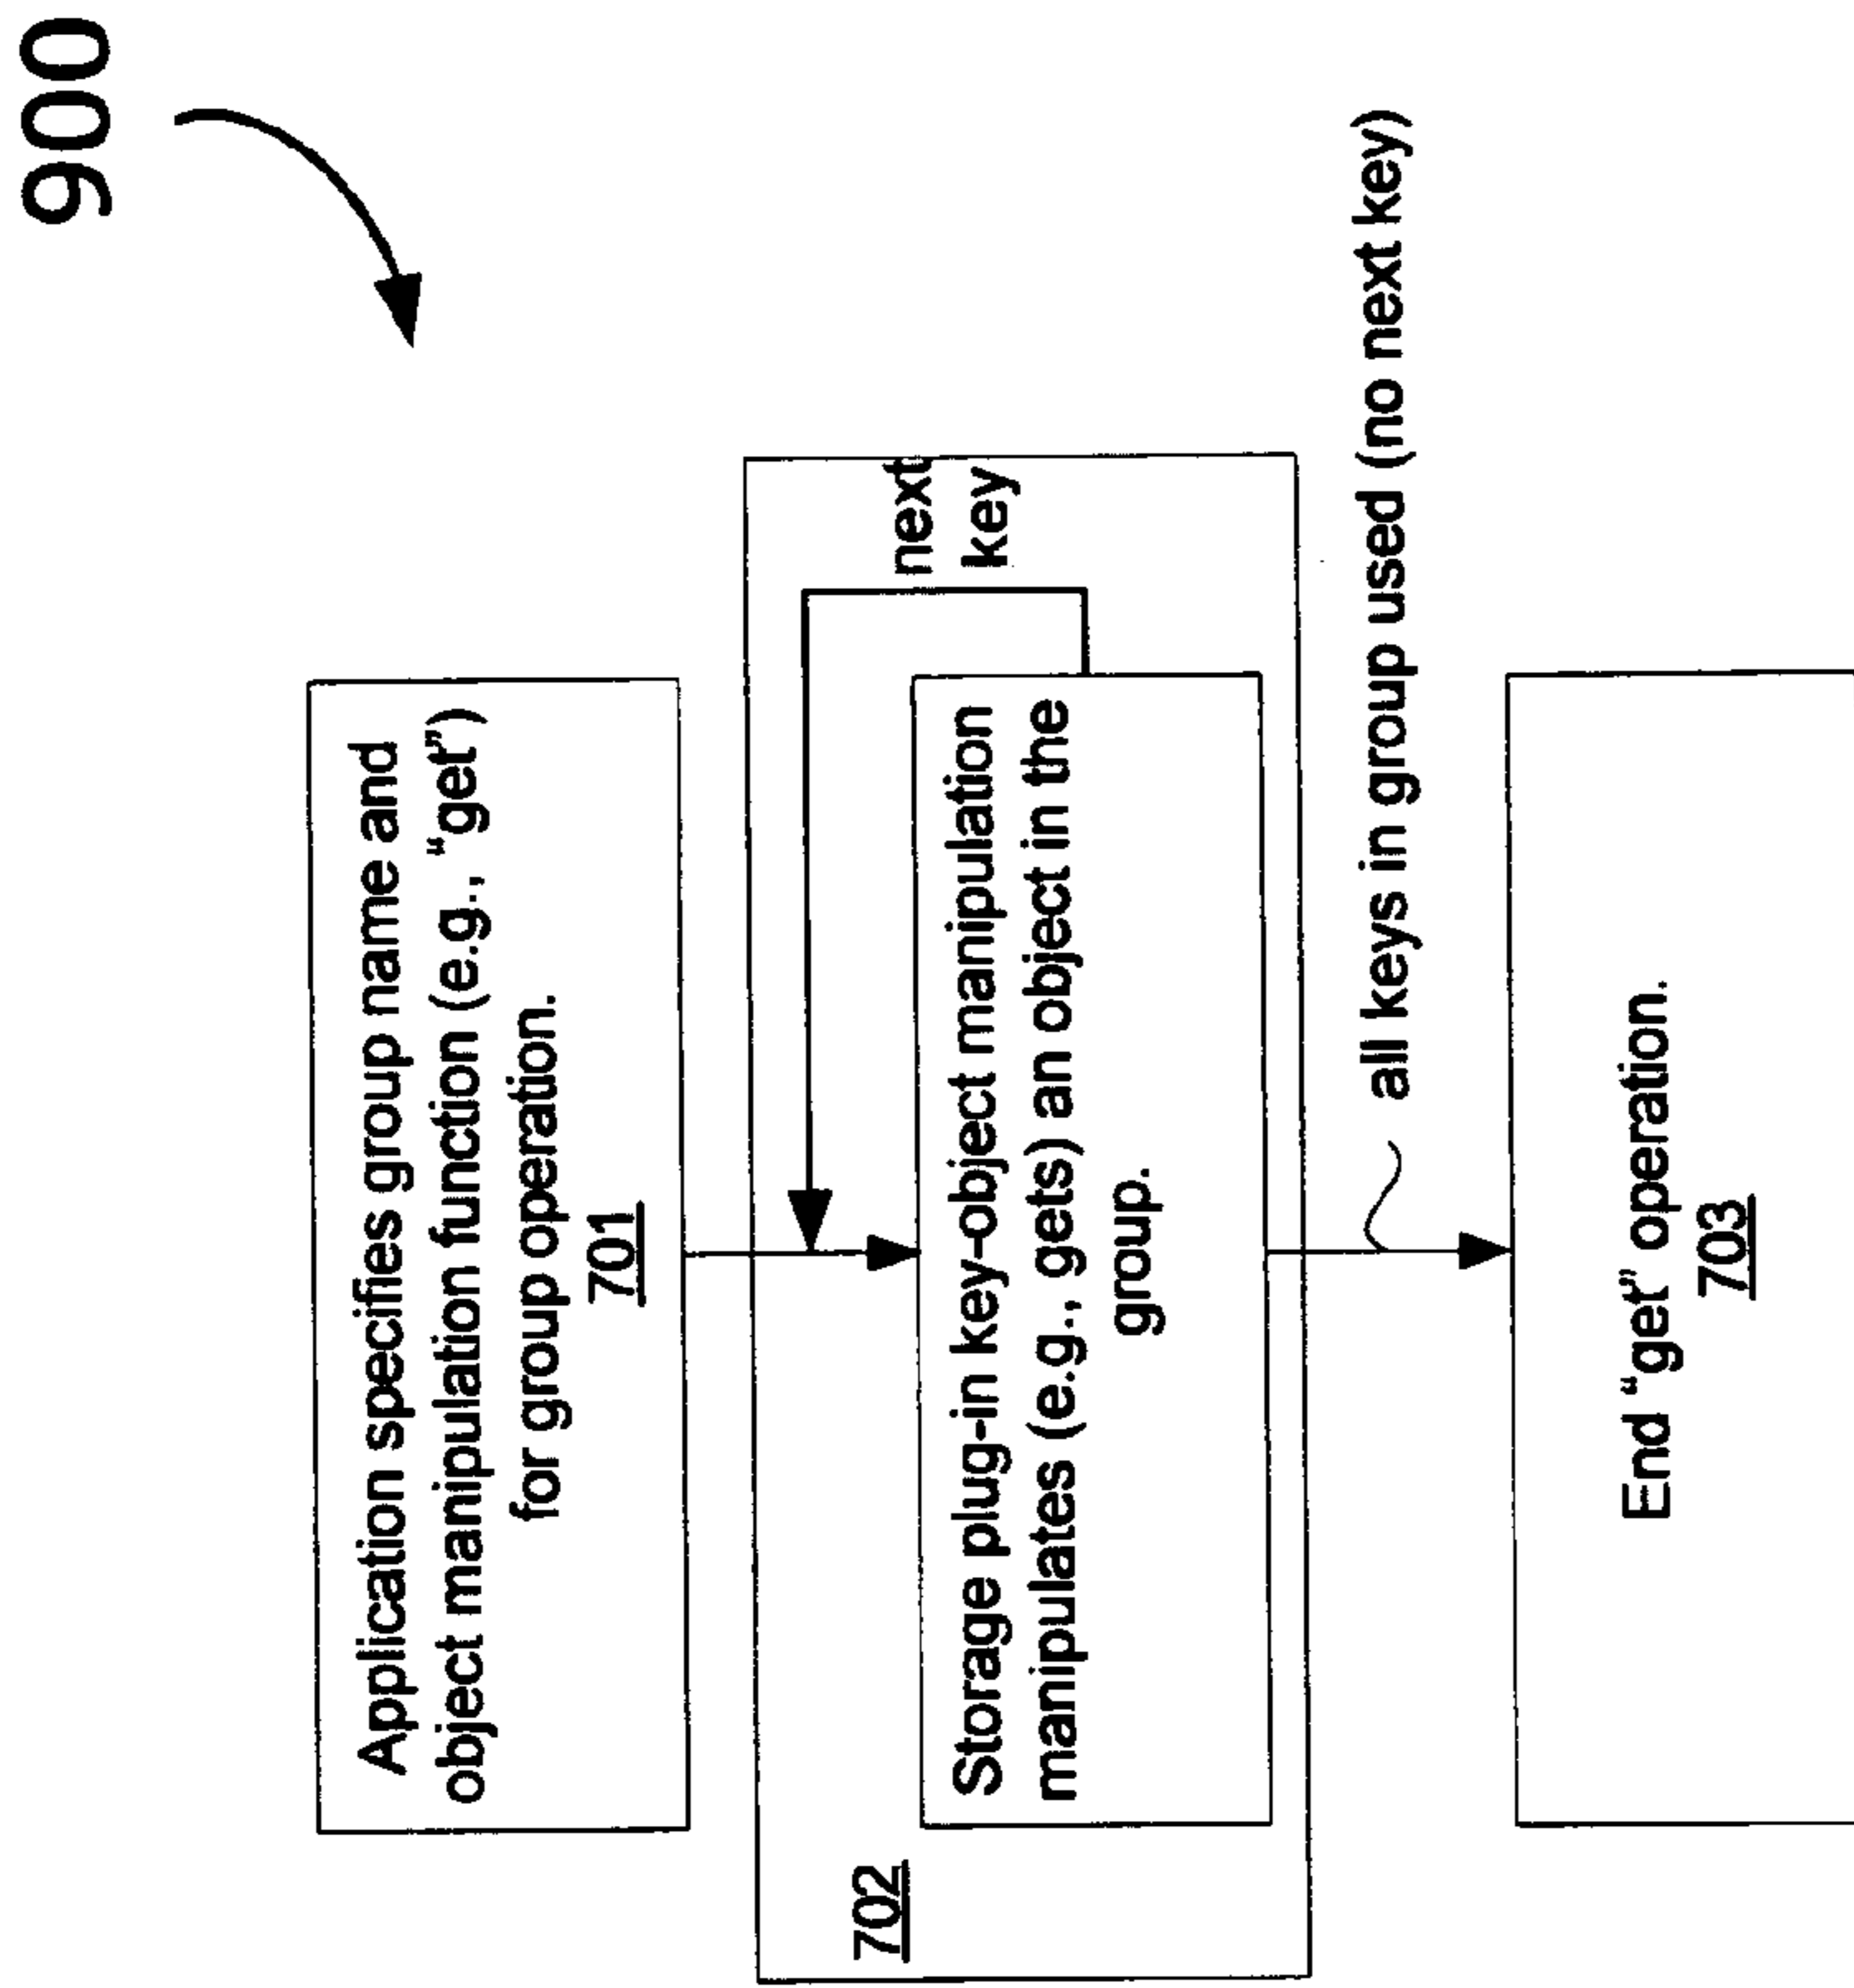 900
Application specifies group name and
object manipulation function (e.g., "get")
for group operation.
701
next
key
Storage plug-in key-object manipulation
manipulates (e.g., gets) an object in the
group.
702
all keys in group used (no next key)
End "get" operation.
703